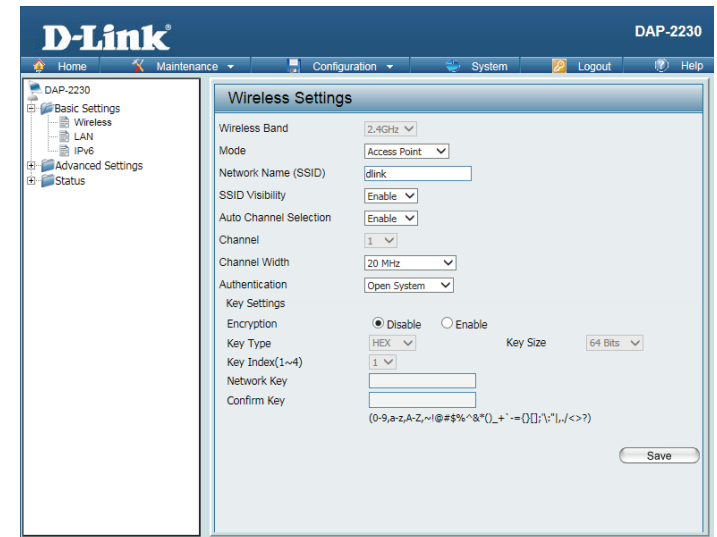 D-Link®
DAP-2230
Home Maintenance Configuration System Logout Help
DAP-2230
Basic Settings
Wireless
LAN
IPv6
Advanced Settings
Status
Wireless Settings
Wireless Band 2.4GHz
Mode Access Point
Network Name (SSID) dlink
SSID Visibility Enable
Auto Channel Selection Enable
Channel 1
Channel Width 20 MHz
Authentication Open System
Key Settings
Encryption Disable Enable
Key Type HEX Key Size 64 Bits
Key Index(1~4) 1
Network Key
Confirm Key
(0-9,a-z,A-Z,~!@#$%^&*()_+`-={}[];'\:"|,./<>?)
Save